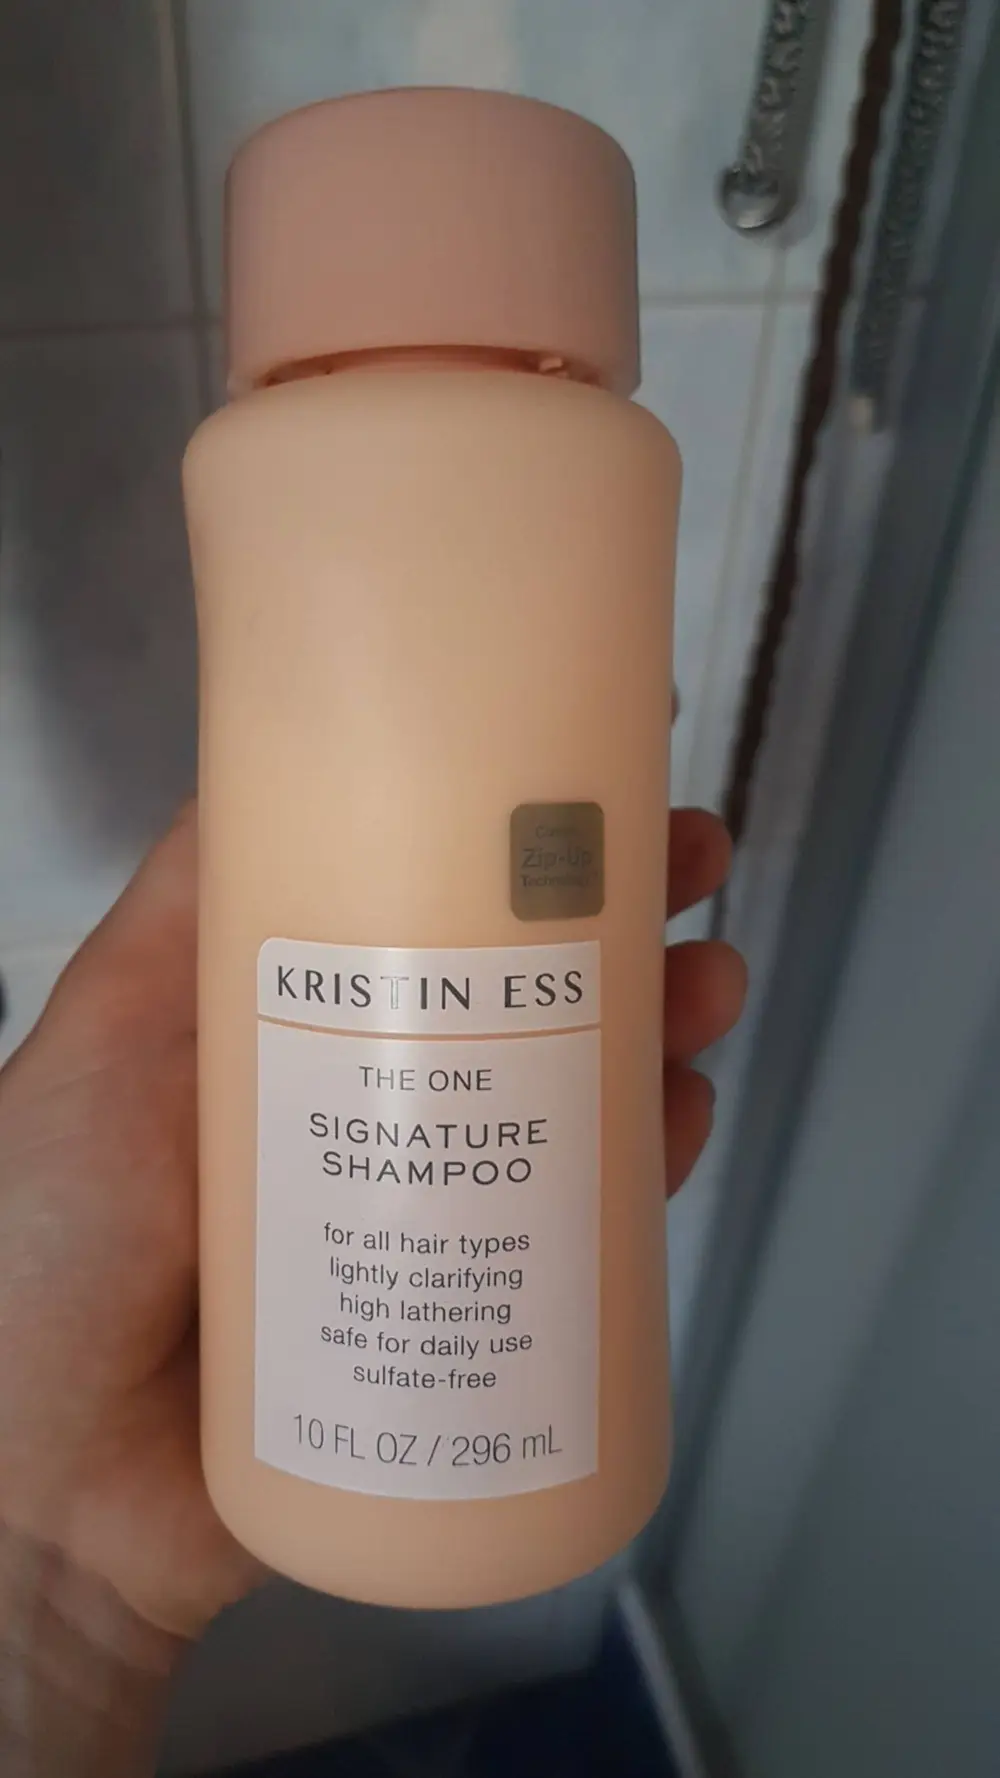 Zip-Up
Technology
KRISTIN ESS
THE ONE
SIGNATURE
SHAMPOO
for all hair types
lightly clarifying
high lathering
safe for daily use
sulfate-free
10 FL OZ / 296 mL